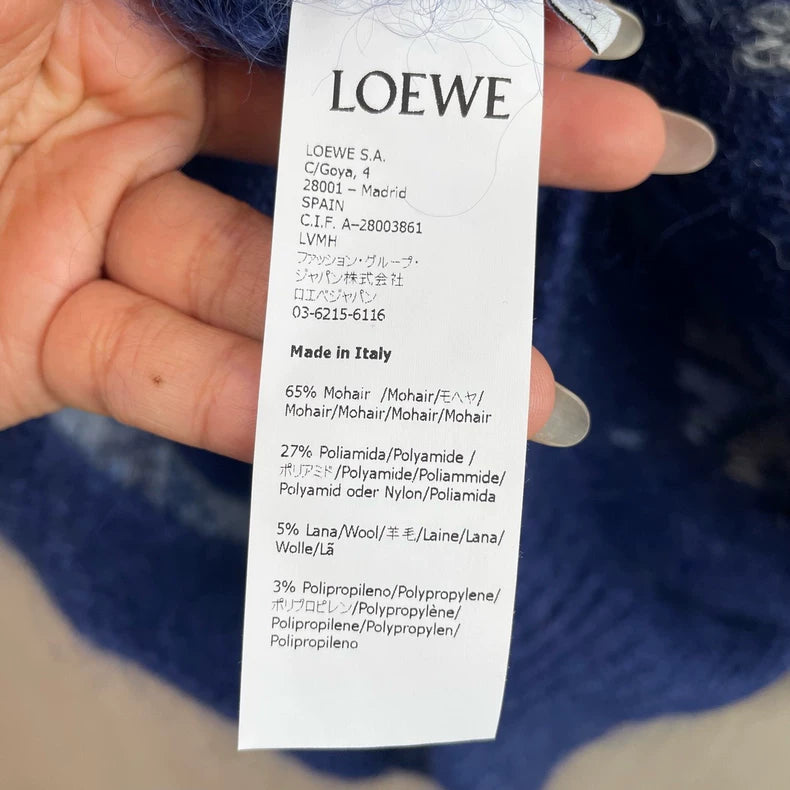 LOEWE
LOEWE S.A.
C/Goya, 4
28001 – Madrid
SPAIN
C.I.F. A–28003861
LVMH
ファッション・グループ・
ジャパン株式会社
ロエベジャパン
03-6215-6116
Made in Italy
65% Mohair /Mohair/モヘヤ/
Mohair/Mohair/Mohair/Mohair
27% Poliamida/Polyamide /
ポリアミド/Polyamide/Poliammide/
Polyamid oder Nylon/Poliamida
5% Lana/Wool/羊毛/Laine/Lana/
Wolle/Lã
3% Polipropileno/Polypropylene/
ポリプロピレン/Polypropylène/
Polipropilene/Polypropylen/
Polipropileno